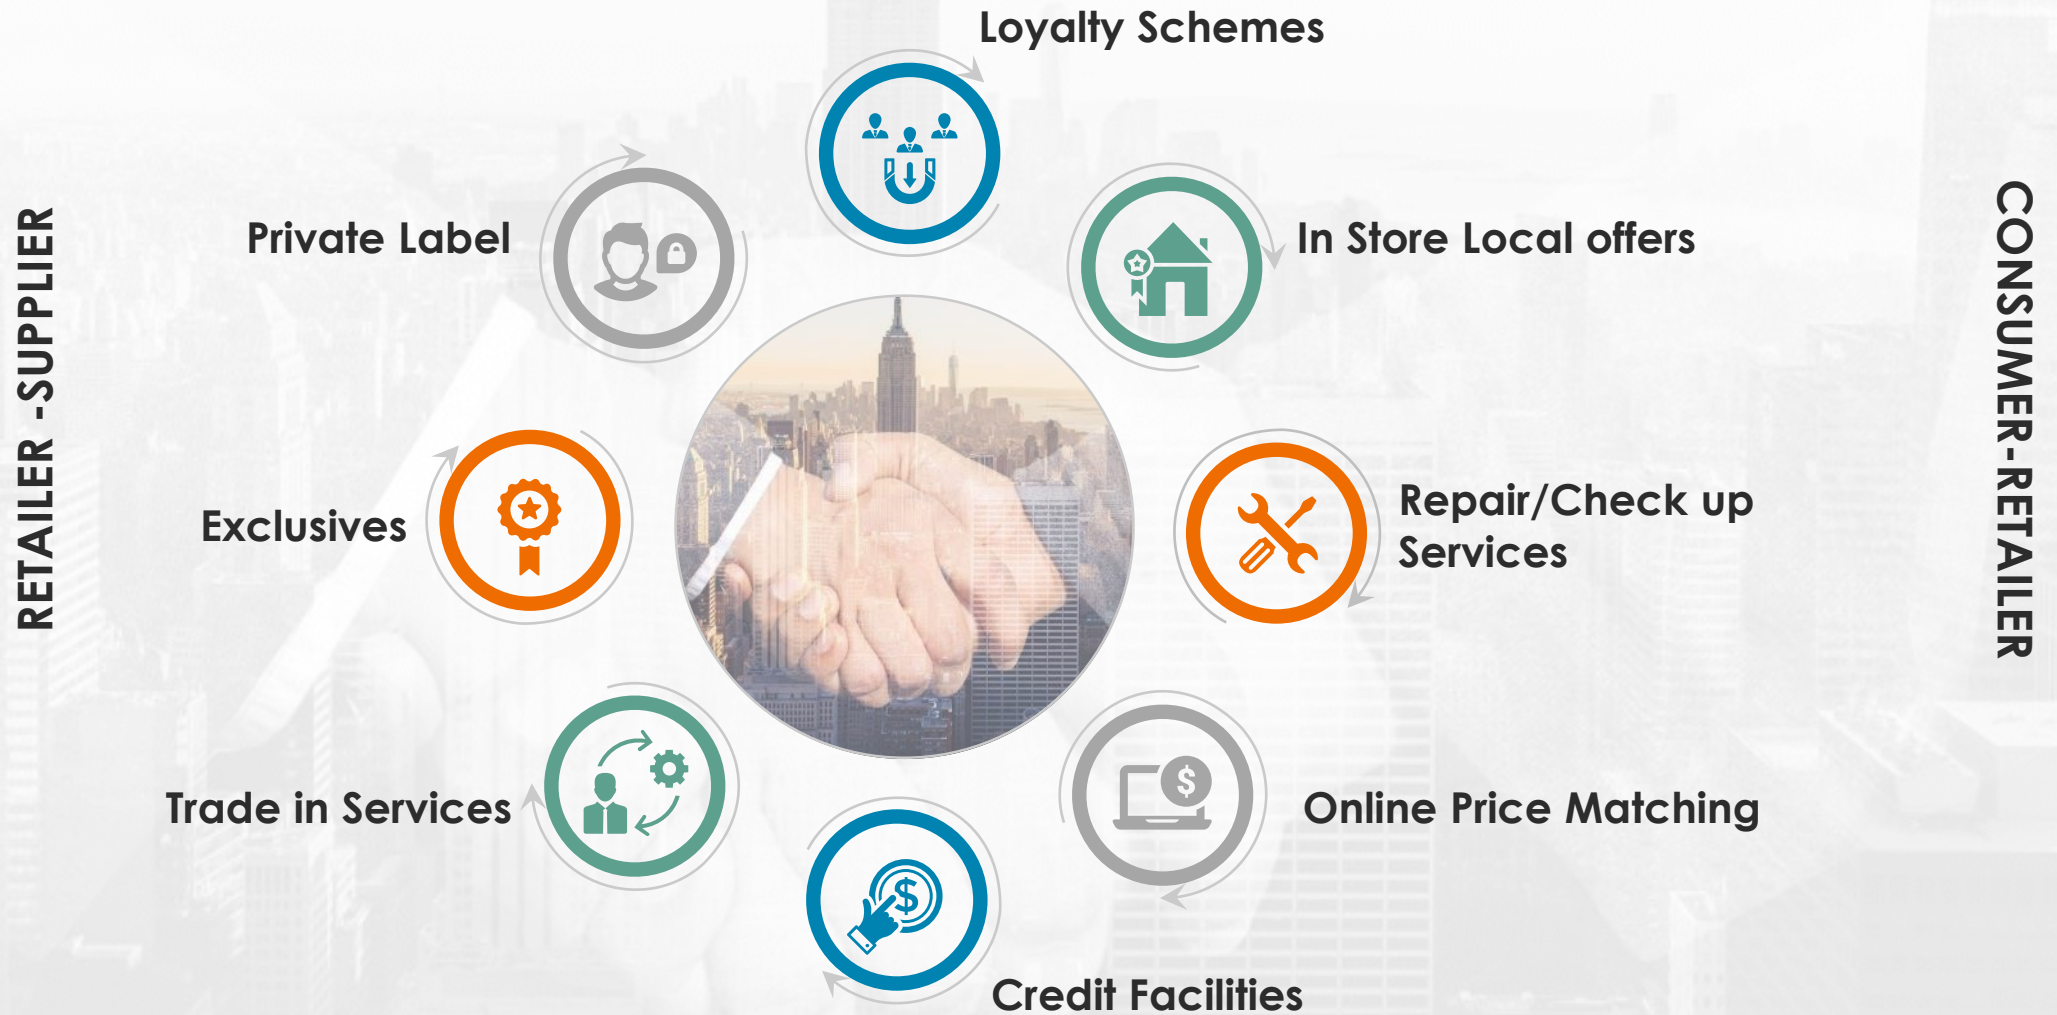 Loyalty Schemes
Private Label
In Store Local offers
RETAILER -SUPPLIER
CONSUMER-RETAILER
Exclusives
Repair/Check up
Services
Trade in Services
Online Price Matching
Credit Facilities
$
$